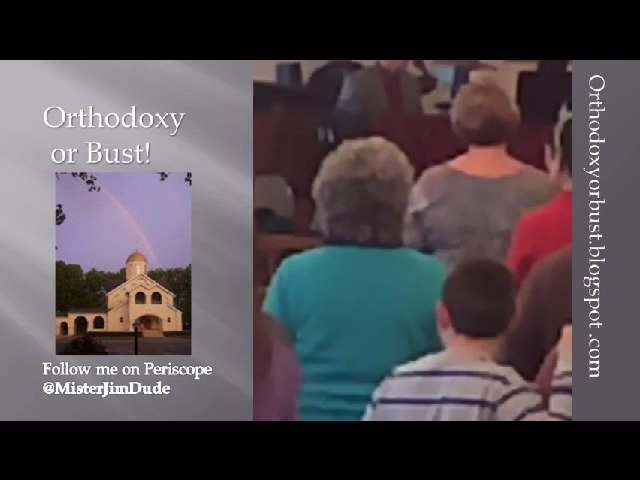 Orthodoxy
or Bust!
Follow me on Periscope
@MisterJimDude
Orthodoxyorbust.blogspot.com